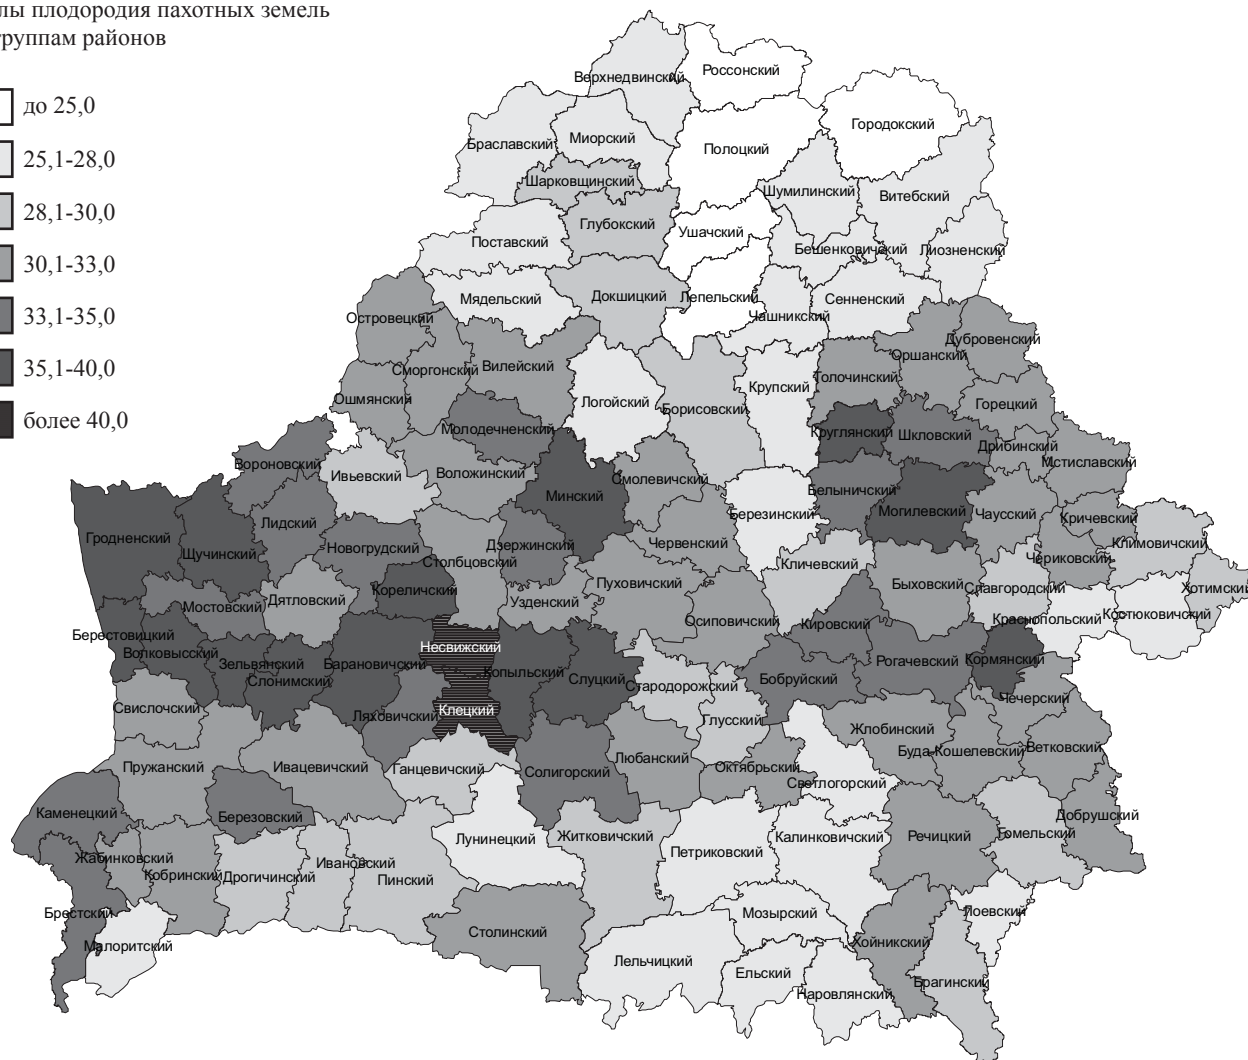 плодородия пахотных земель
районов
до 25,0
25,1-28,0
28,1-30,0
30,1-33,0
33,1-35,0
35,1-40,0
более 40,0
Верхнедвинский
Россонский
Городокский
Браславский
Миорский
Полоцкий
Шарковщинский
Шумилинский
Витебский
Глубокский
Ушачский
Поставский
Бешенковичский
Лиозненский
Мядельский
Докшицкий
Лепельский
Сенненский
Чашникский
Островецкий
Дубровенский
Оршанский
Сморгонский
Вилейский
Толочинский
Крупский
Ошмянский
Логойский
Борисовский
Горецкий
Молодечненский
Круглянский
Шкловский
Дрибинский
Мстиславский
Вороновский
Ивьевский
Воложинский
Смолевичский
Минский
Белыничский
Могилевский
Чаусский
Кричевский
Березинский
Лидский
Гродненский
Щучинский
Новогрудский
Дзержинский
Червенский
Климовичский
Столбцовский
Кличевский
Чериковский
Пуховичский
Быховский
Славгородский
Хотимский
Кореличский
Дятловский
Узденский
Мостовский
Осиповичский
Кировский
Краснопольский
Костюковичский
Берестовицкий
Волковысский
Несвижский
Зельвянский
Барановичский
Слонимский
Копыльский
Слуцкий
Стародорожский
Бобруйский
Рогачевский
Кормянский
Чечерский
Свислочский
Ляховичский
Клецкий
Глусский
Жлобинский
Буда-Кошелевский
Ветковский
Пружанский
Ивацевичский
Ганцевичский
Солигорский
Любанский
Октябрьский
Светлогорский
Каменецкий
Березовский
Добрушский
Лунинецкий
Житковичский
Петриковский
Калинковичский
Речицкий
Гомельский
Жабинковский
Кобринский
Дрогичинский
Ивановский
Пинский
Брестский
Малоритский
Столинский
Мозырский
Лоевский
Хойникский
Лельчицкий
Ельский
Наровлянский
Брагинский